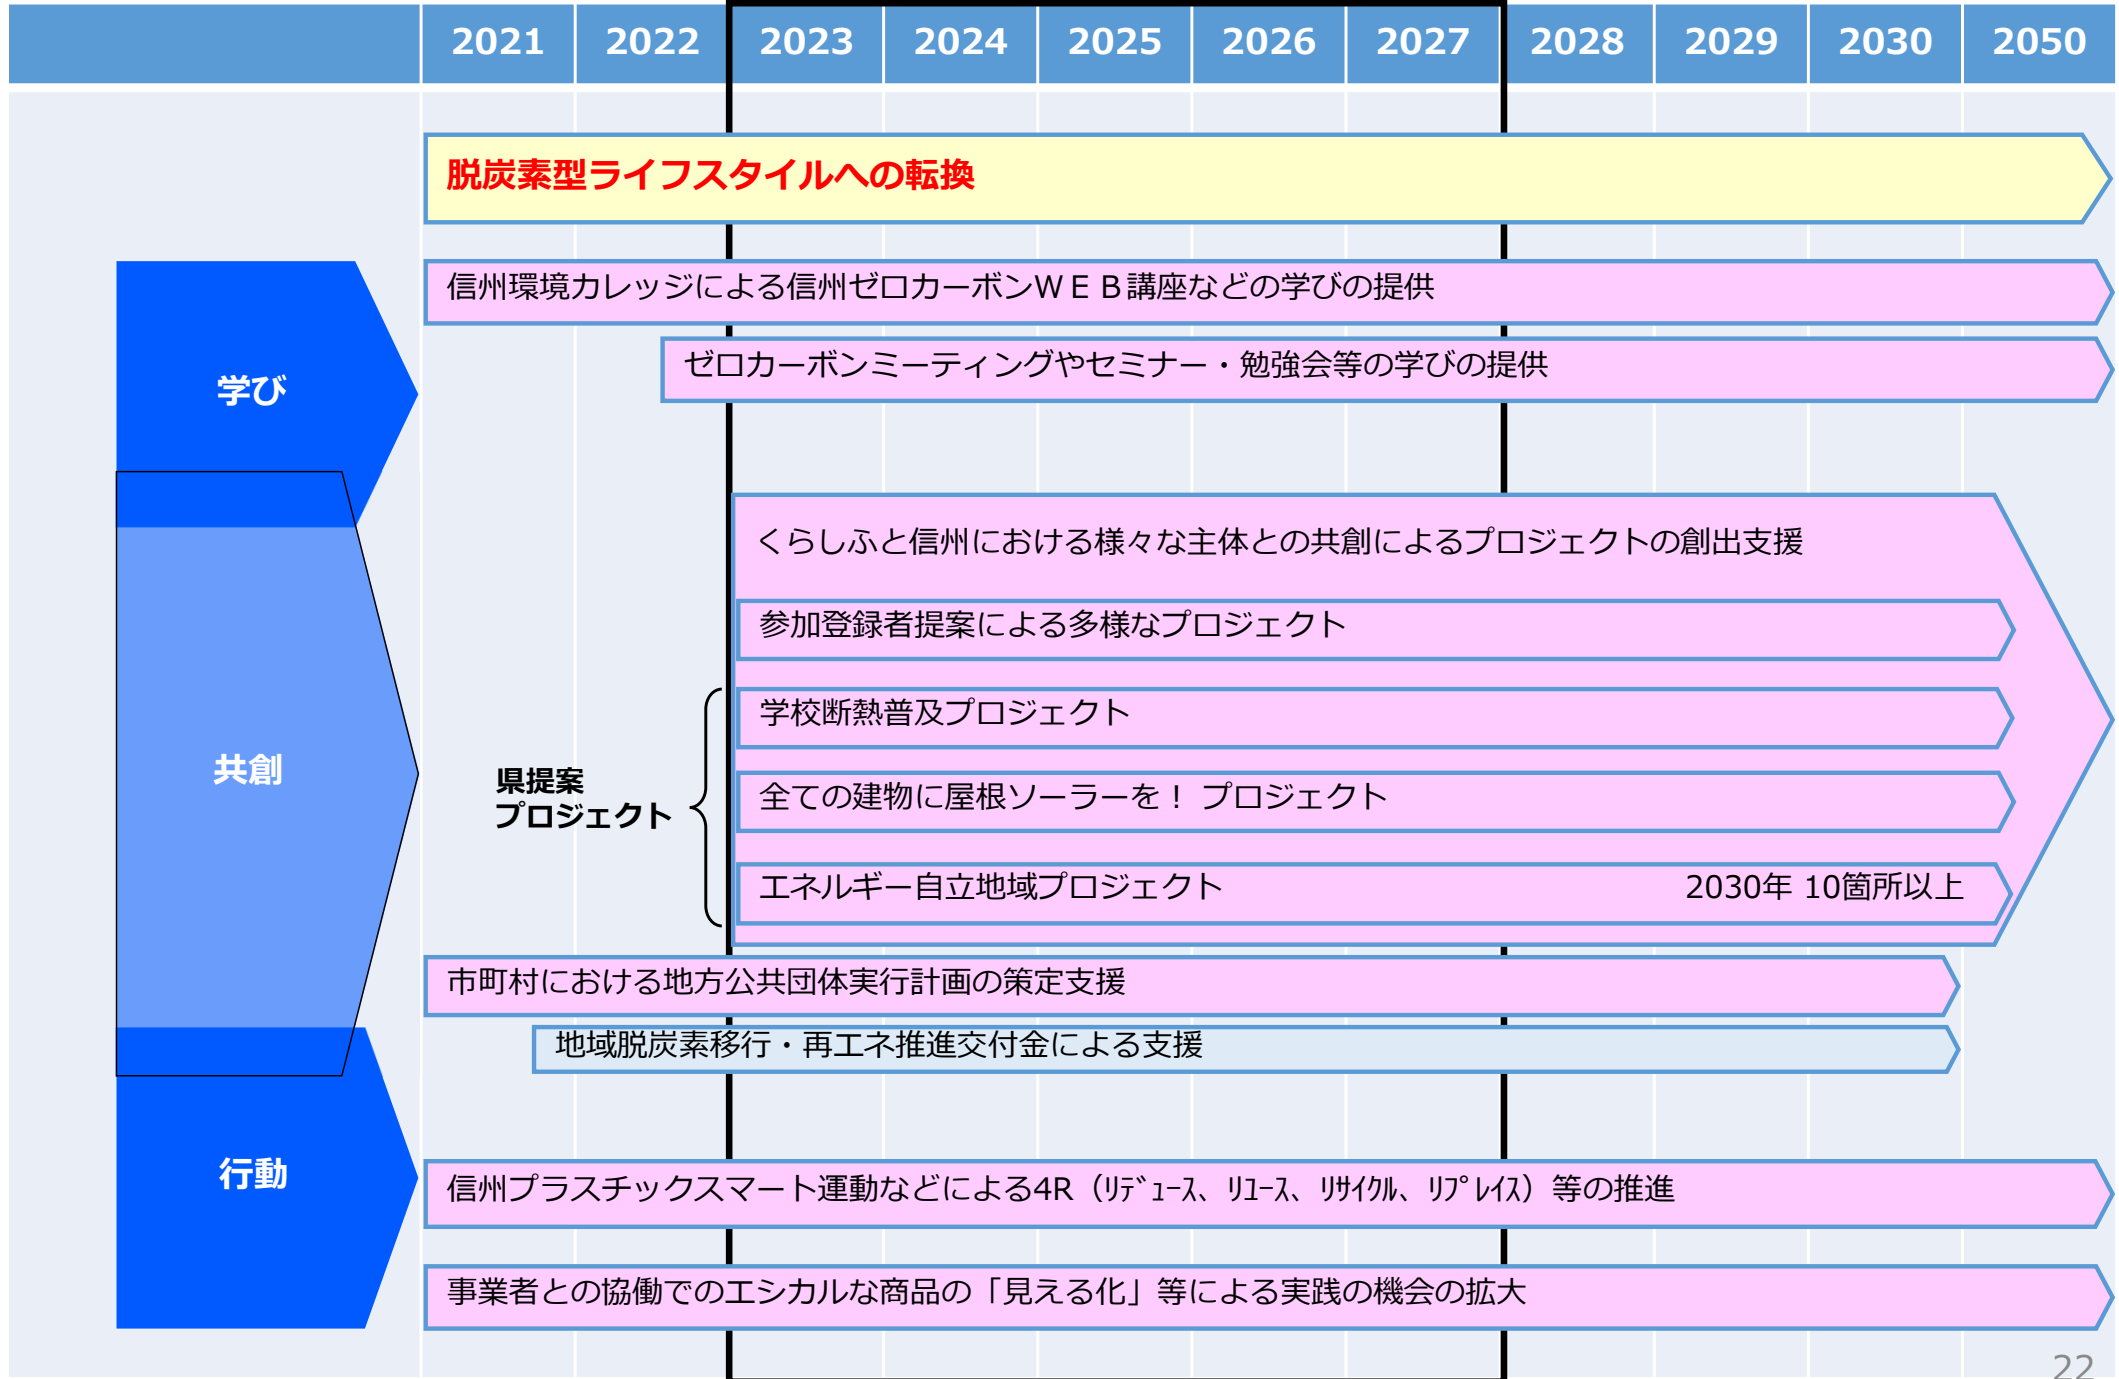 2021 2022 2023 2024 2025 2026 2027 2028 2029 2030 2050
脱炭素型ライフスタイルへの転換
学び
信州環境カレッジによる信州ゼロカーボンＷＥＢ講座などの学びの提供
ゼロカーボンミーティングやセミナー・勉強会等の学びの提供
共創
くらしふと信州における様々な主体との共創によるプロジェクトの創出支援
参加登録者提案による多様なプロジェクト
県提案
プロジェクト
学校断熱普及プロジェクト
全ての建物に屋根ソーラーを！ プロジェクト
エネルギー自立地域プロジェクト 2030年 10箇所以上
市町村における地方公共団体実行計画の策定支援
地域脱炭素移行・再エネ推進交付金による支援
行動
信州プラスチックスマート運動などによる4R（ﾘﾃﾞｭｰｽ、ﾘﾕｰｽ、ﾘｻｲｸﾙ、ﾘﾌﾟﾚｲｽ）等の推進
事業者との協働でのエシカルな商品の「見える化」等による実践の機会の拡大
22